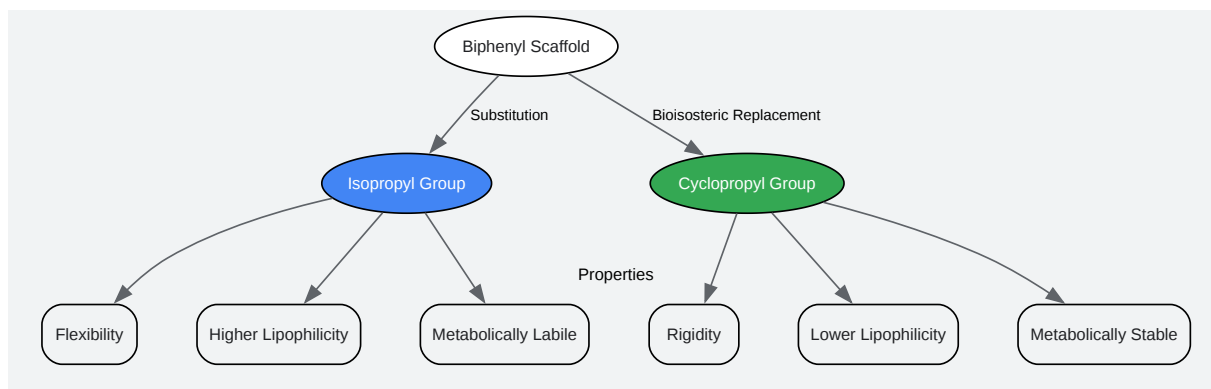 Biphenyl Scaffold
Substitution
Bioisosteric Replacement
Isopropyl Group
Cyclopropyl Group
Properties
Flexibility
Higher Lipophilicity
Metabolically Labile
Rigidity
Lower Lipophilicity
Metabolically Stable